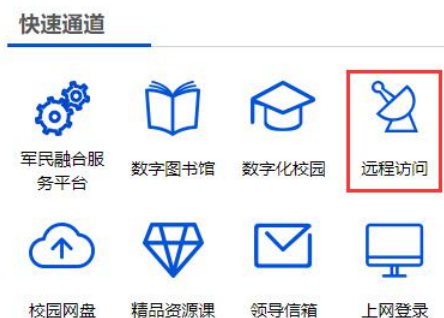 快速通道
军民融合服
务平台
数字图书馆
数字化校园
远程访问
校园网盘
精品资源课
领导信箱
上网登录